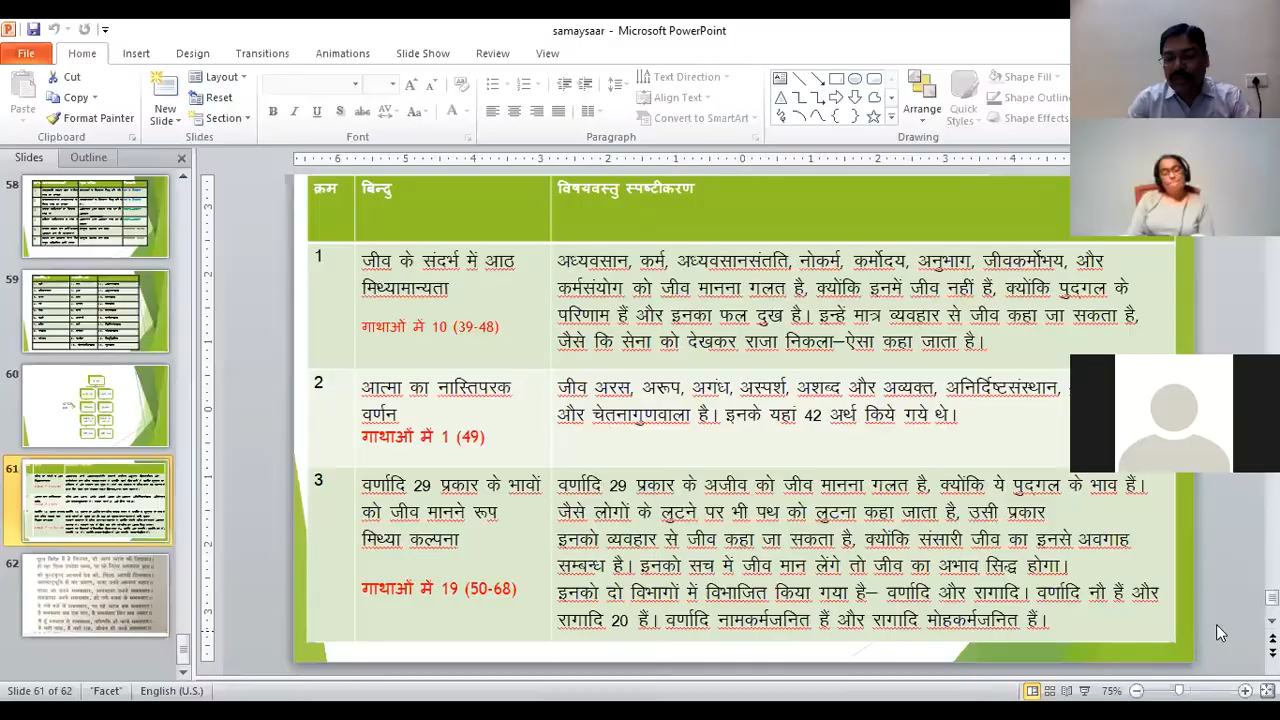 samaysaar - Microsoft PowerPoint
File Home Insert Design Transitions Animations Slide Show Review View
Paste
Cut
Copy
Format Painter
Clipboard
New Slide
Layout
Reset
Section
Slides
Font
Text Direction
Align Text
Convert to SmartArt
Paragraph
Arrange
Quick Styles
Shape Fill
Shape Outline
Shape Effects
Drawing
Slides Outline
58
59
60
61
62
क्रम बिन्दु विषयवस्तु स्पष्टीकरण
1 जीव के संदर्भ में आठ
मिथ्यामान्यता
गाथाओं में 10 (39-48)
अध्यवसान, कर्म, अध्यवसानसंतति, नोकर्म, कर्मोदय, अनुभाग, जीवकर्मोभय, और
कर्मसंयोग को जीव मानना गलत है, क्योंकि इनमें जीव नहीं हैं, क्योंकि पुदगल के
परिणाम हैं और इनका फल दुख है। इन्हें मात्र व्यवहार से जीव कहा जा सकता है,
जैसे कि सेना को देखकर राजा निकला–ऐसा कहा जाता है।
2 आत्मा का नास्तिपरक
वर्णन
गाथाओं में 1 (49)
जीव अरस, अरूप, अगंध, अस्पर्श, अशब्द और अव्यक्त, अनिर्दिष्टसंस्थान,
और चेतनागुणवाला है। इनके यहां 42 अर्थ किये गये थे।
3 वर्णादि 29 प्रकार के भावों
को जीव मानने रूप
मिथ्या कल्पना
गाथाओं में 19 (50-68)
वर्णादि 29 प्रकार के अजीव को जीव मानना गलत है, क्योंकि ये पुदगल के भाव हैं।
जैसे लोगों के लुटने पर भी पथ को लुटना कहा जाता है, उसी प्रकार
इनको व्यवहार से जीव कहा जा सकता है, क्योंकि संसारी जीव का इनसे अवगाह
सम्बन्ध है। इनको सच में जीव मान लेंगे तो जीव का अभाव सिद्ध होगा।
इनको दो विभागों में विभाजित किया गया है– वर्णादि और रागादि। वर्णादि नौ हैं और
रागादि 20 हैं। वर्णादि नामकर्मजनित हैं और रागादि मोहकर्मजनित हैं।
Slide 61 of 62 "Facet" English (U.S.) 75%